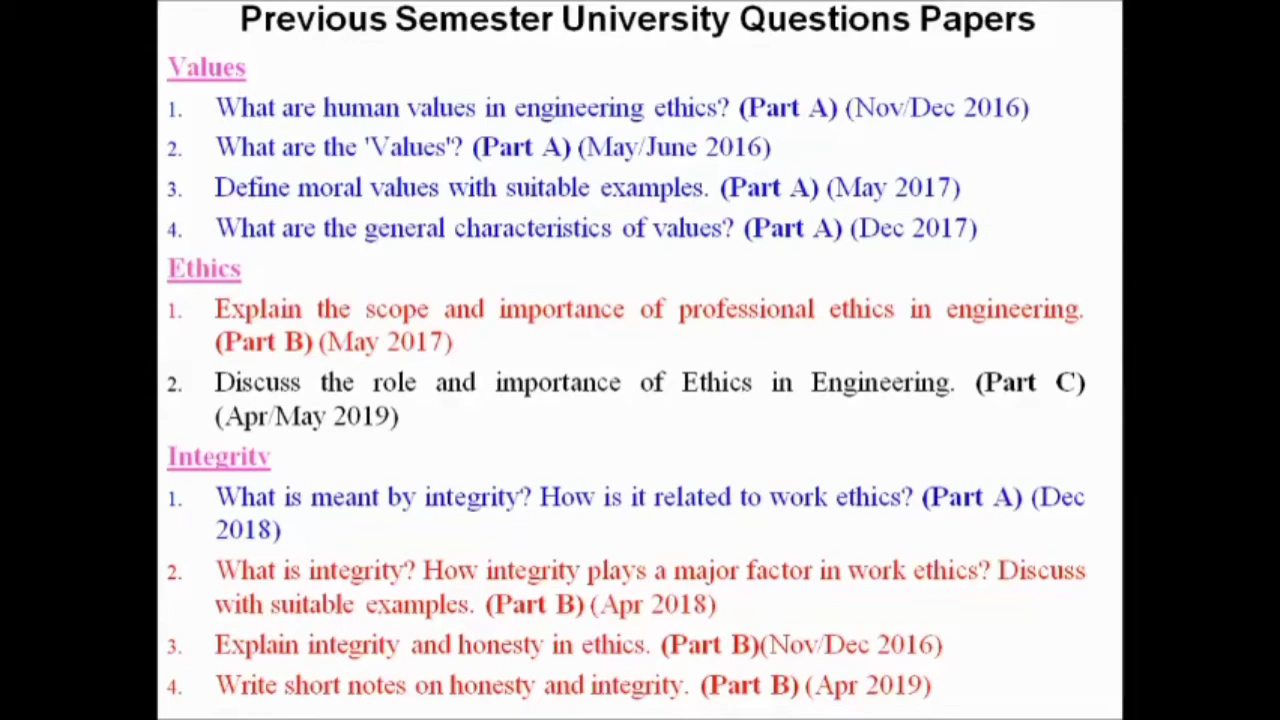 Previous Semester University Questions Papers
Values
1. What are human values in engineering ethics? (Part A) (Nov/Dec 2016)
2. What are the 'Values'? (Part A) (May/June 2016)
3. Define moral values with suitable examples. (Part A) (May 2017)
4. What are the general characteristics of values? (Part A) (Dec 2017)
Ethics
1. Explain the scope and importance of professional ethics in engineering.
(Part B) (May 2017)
2. Discuss the role and importance of Ethics in Engineering. (Part C)
(Apr/May 2019)
Integrity
1. What is meant by integrity? How is it related to work ethics? (Part A) (Dec
2018)
2. What is integrity? How integrity plays a major factor in work ethics? Discuss
with suitable examples. (Part B) (Apr 2018)
3. Explain integrity and honesty in ethics. (Part B)(Nov/Dec 2016)
4. Write short notes on honesty and integrity. (Part B) (Apr 2019)